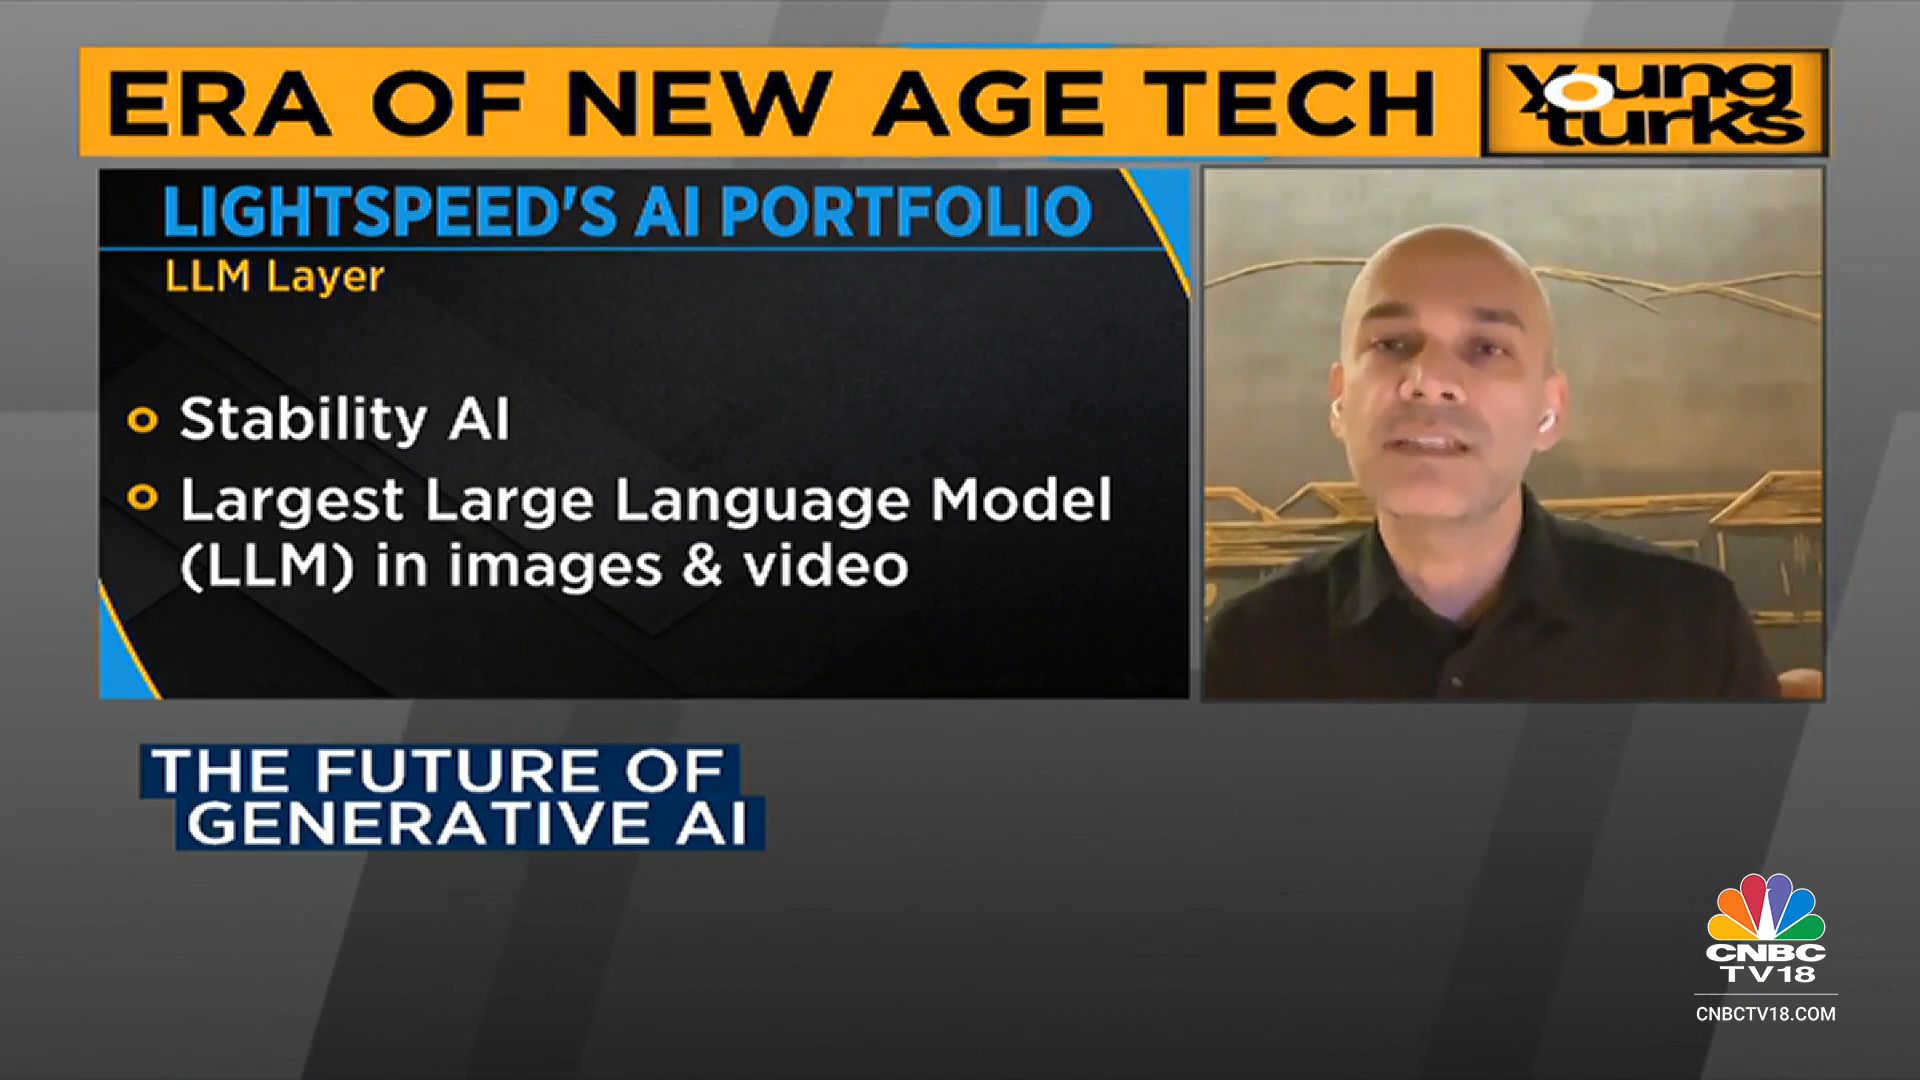 ERA OF NEW AGE TECH
young
turks
LIGHTSPEED'S AI PORTFOLIO
LLM Layer
Stability AI
Largest Large Language Model
(LLM) in images & video
THE FUTURE OF
GENERATIVE AI
CNBC
TV18
CNBCTV18.COM